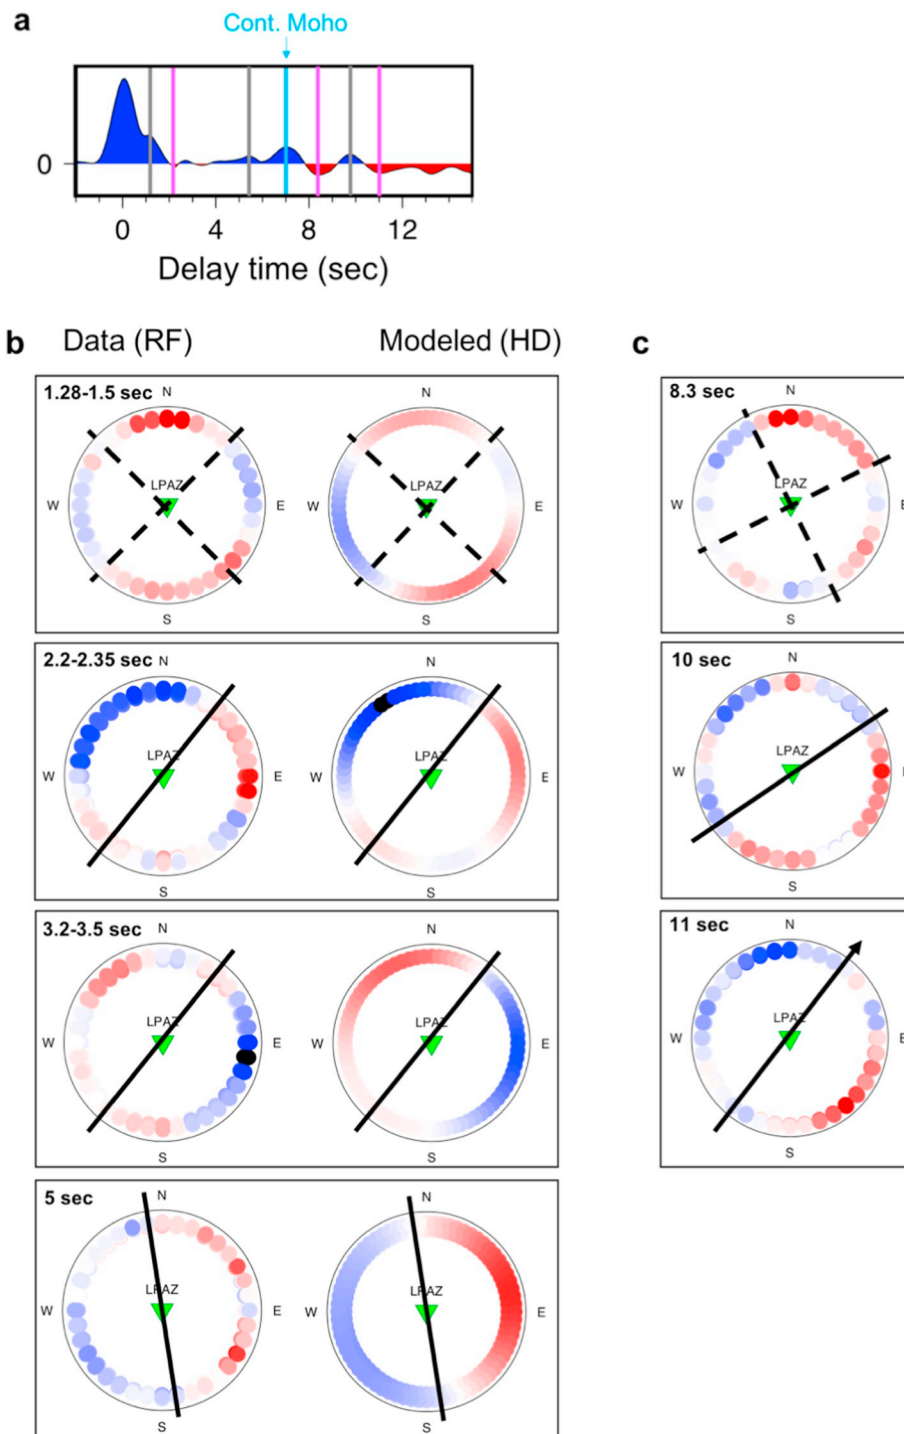 a
Cont. Moho
0
0 4 8 12
Delay time (sec)
b Data (RF) Modeled (HD) c
1.28-1.5 sec N N 8.3 sec
LPAZ LPAZ LPAZ
W E W E W
S S S
2.2-2.35 sec N N 10 sec N
LPAZ LPAZ LPAZ
W E W E W
S S S
3.2-3.5 sec N N 11 sec N
LPAZ LPAZ LPAZ
W E W E W E
S S S
5 sec N N
LPAZ LPAZ
W E W E
S S